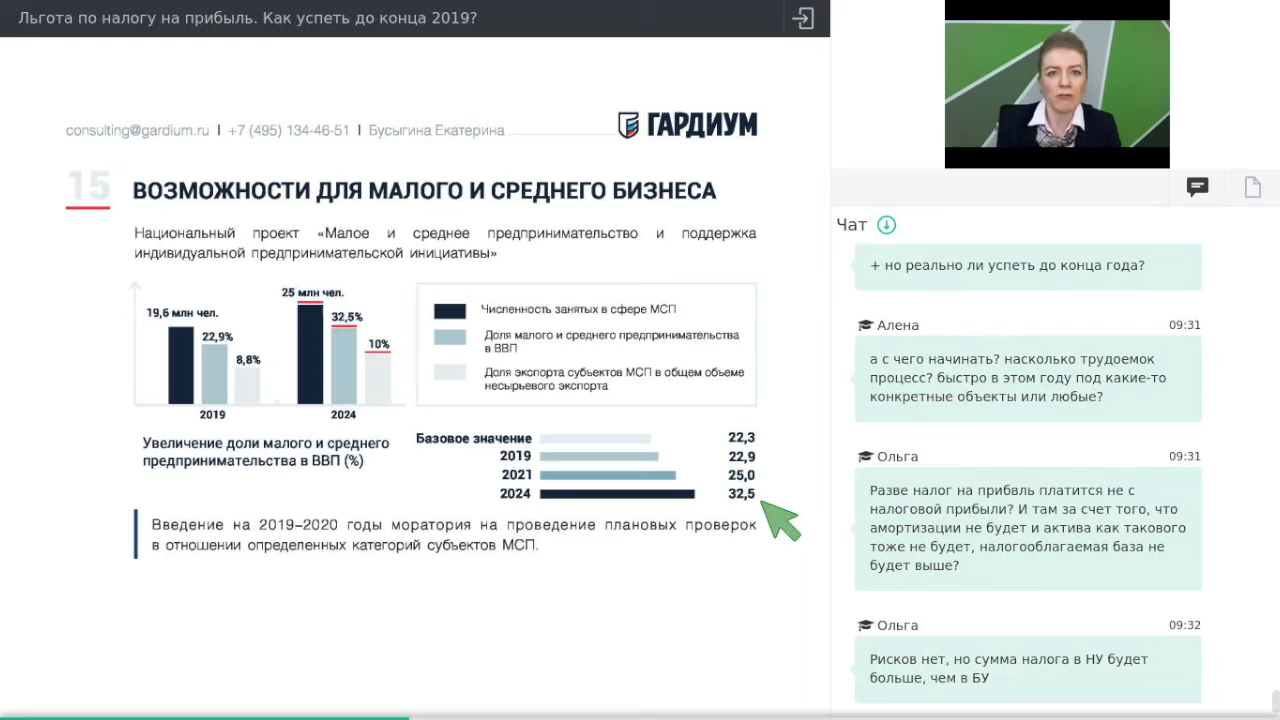 Льгота по налогу на прибыль. Как успеть до конца 2019?
consulting@gardium.ru | +7 (495) 134-46-51 | Бусыгина Екатерина
ГАРДИУМ
15
ВОЗМОЖНОСТИ ДЛЯ МАЛОГО И СРЕДНЕГО БИЗНЕСА
Национальный проект «Малое и среднее предпринимательство и поддержка
индивидуальной предпринимательской инициативы»
19,6 млн чел.
22,9%
8,8%
2019
25 млн чел.
32,5%
10%
2024
Численность занятых в сфере МСП
Доля малого и среднего предпринимательства
в ВВП
Доля экспорта субъектов МСП в общем объеме
несырьевого экспорта
Увеличение доли малого и среднего
предпринимательства в ВВП (%)
Базовое значение 22,3
2019 22,9
2021 25,0
2024 32,5
Введение на 2019–2020 годы моратория на проведение плановых проверок
в отношении определенных категорий субъектов МСП.
Чат
+ но реально ли успеть до конца года?
Алена 09:31
а с чего начинать? насколько трудоемок
процесс? быстро в этом году под какие-то
конкретные объекты или любые?
Ольга 09:31
Разве налог на прибвль платится не с
налоговой прибыли? И там за счет того, что
амортизации не будет и актива как такового
тоже не будет, налогооблагаемая база не
будет выше?
Ольга 09:32
Рисков нет, но сумма налога в НУ будет
больше, чем в БУ